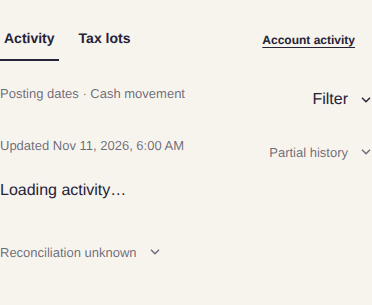 Activity Tax lots Account activity
Posting dates · Cash movement Filter
Updated Nov 11, 2026, 6:00 AM Partial history
Loading activity…
Reconciliation unknown